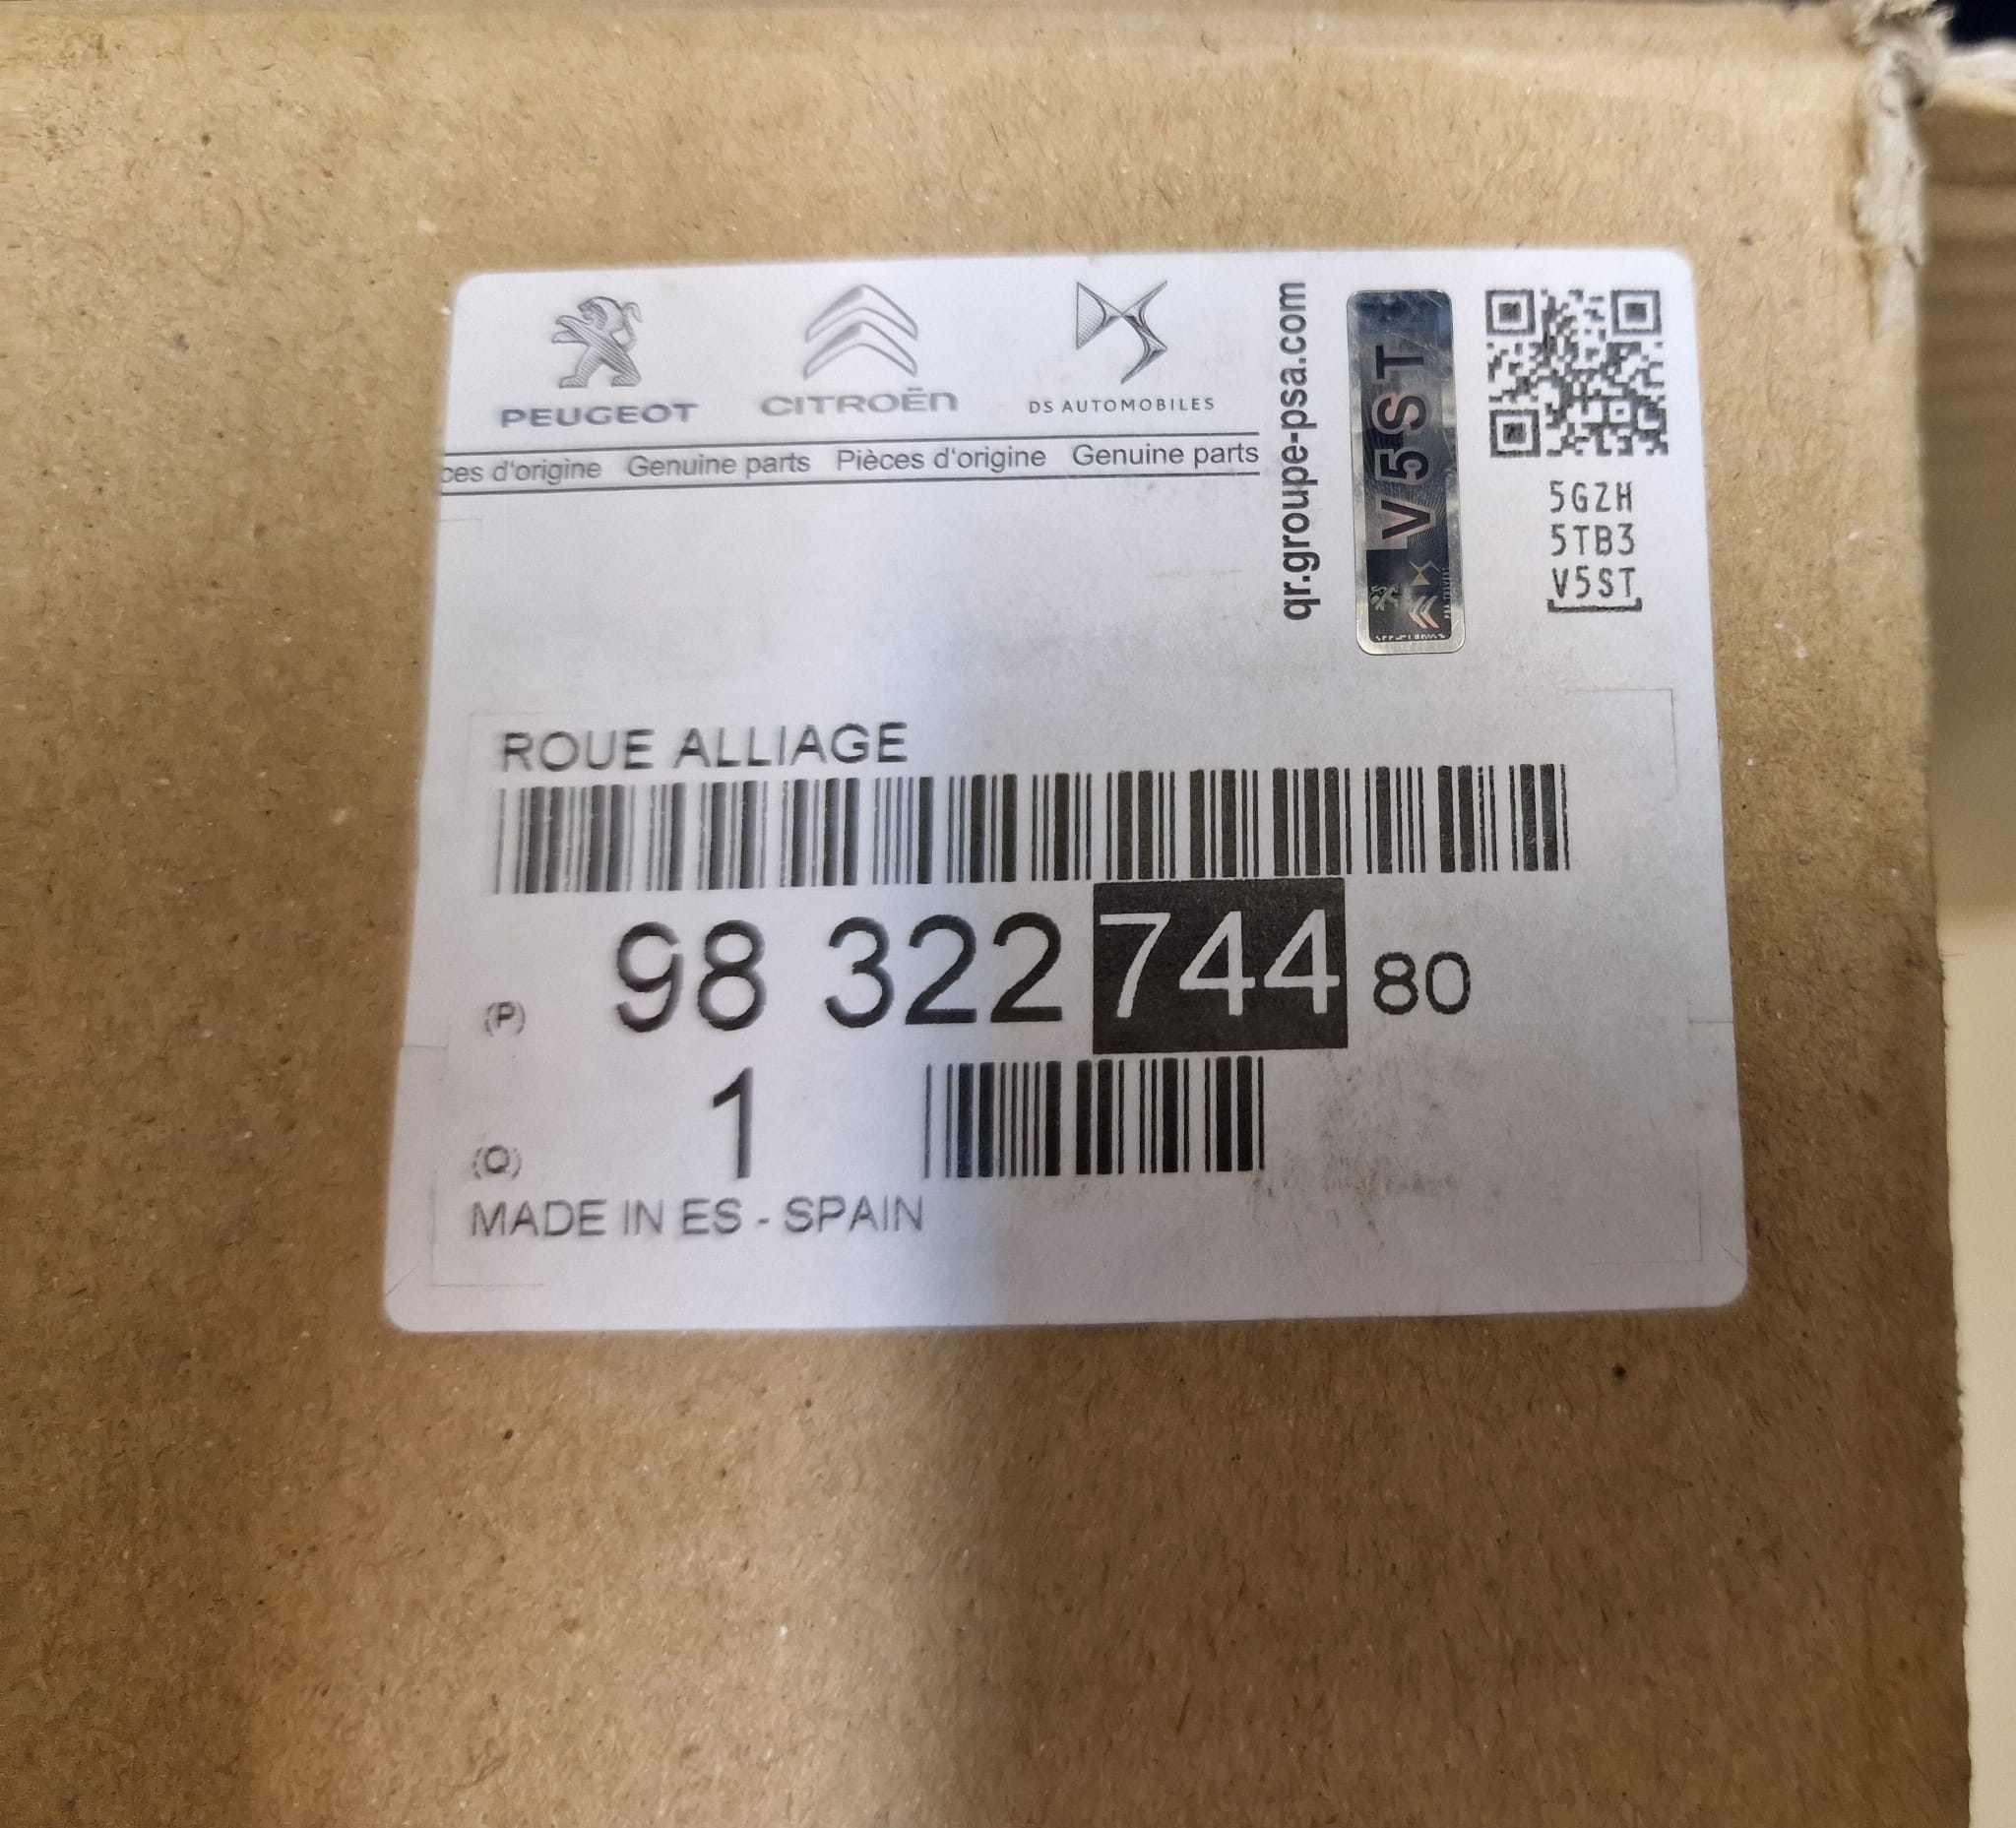 PEUGEOT
CITROËN
DS AUTOMOBILES
ces d'origine Genuine parts Pièces d'origine Genuine parts
qr.groupe-psa.com
V5ST
5GZH
5TB3
V5ST
ROUE ALLIAGE
(P) 98 322 744 80
(Q) 1
MADE IN ES - SPAIN